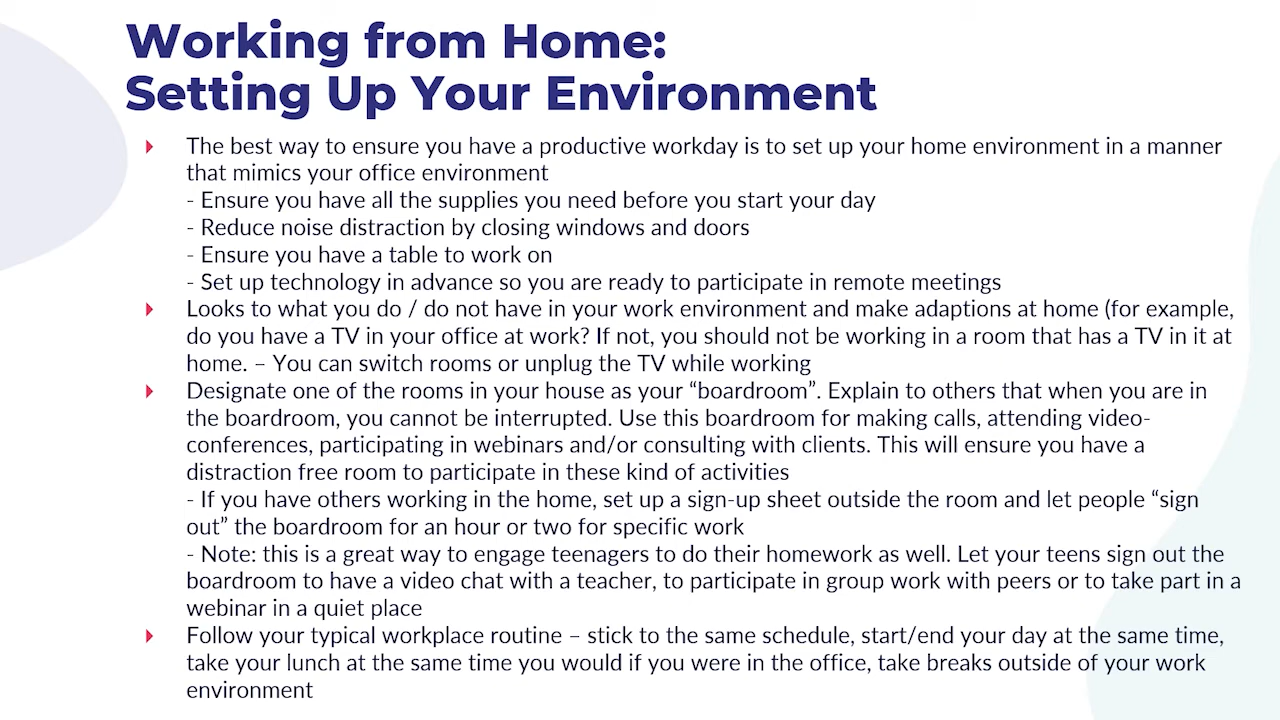 Working from Home:
Setting Up Your Environment
The best way to ensure you have a productive workday is to set up your home environment in a manner
that mimics your office environment
- Ensure you have all the supplies you need before you start your day
- Reduce noise distraction by closing windows and doors
- Ensure you have a table to work on
- Set up technology in advance so you are ready to participate in remote meetings
Looks to what you do / do not have in your work environment and make adaptions at home (for example,
do you have a TV in your office at work? If not, you should not be working in a room that has a TV in it at
home. – You can switch rooms or unplug the TV while working
Designate one of the rooms in your house as your “boardroom”. Explain to others that when you are in
the boardroom, you cannot be interrupted. Use this boardroom for making calls, attending video-
conferences, participating in webinars and/or consulting with clients. This will ensure you have a
distraction free room to participate in these kind of activities
- If you have others working in the home, set up a sign-up sheet outside the room and let people “sign
out” the boardroom for an hour or two for specific work
- Note: this is a great way to engage teenagers to do their homework as well. Let your teens sign out the
boardroom to have a video chat with a teacher, to participate in group work with peers or to take part in a
webinar in a quiet place
Follow your typical workplace routine – stick to the same schedule, start/end your day at the same time,
take your lunch at the same time you would if you were in the office, take breaks outside of your work
environment